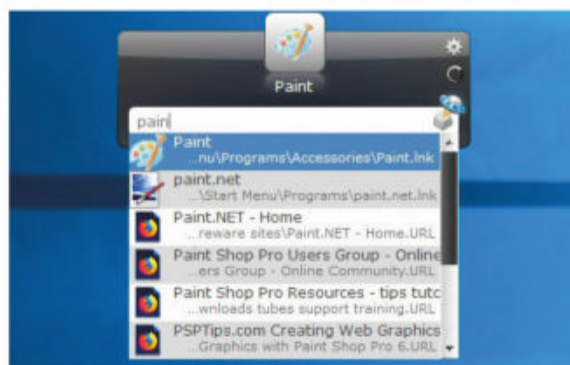 Paint
pain
Paint
...nu\Programs\Accessories\Paint.lnk
paint.net
...\Start Menu\Programs\paint.net.lnk
Paint.NET - Home
...reware sites\Paint.NET - Home.URL
Paint Shop Pro Users Group - Online
...ers Group - Online Community.URL
Paint Shop Pro Resources - tips tutc
...wnloads tubes support training.URL
PSPTips.com Creating Web Graphics
...Graphics with Paint Shop Pro 6.URL